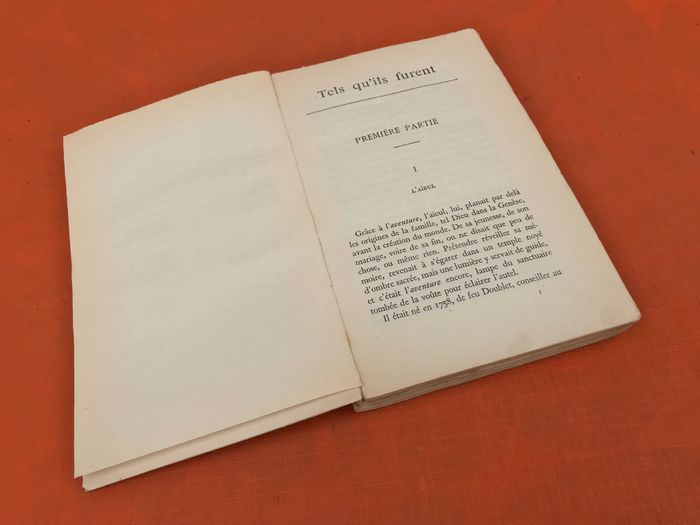 Tels qu'ils furent
PREMIÈRE PARTIE
I
L'AÏEUL
Grâce à l'aventure, l'aïeul, lui, planait par delà
les origines de la famille, tel Dieu dans la Genèse,
avant la création du monde. De sa jeunesse, de son
mariage, voire de sa fin, on ne disait que peu de
chose, ou même rien. Prétendre réveiller sa mé-
moire, revenait à s'égarer dans un temple noyé
d'ombre sacrée, mais une lumière y servait de guide,
et c'était l'aventure encore, lampe du sanctuaire
tombée de la voûte pour éclairer l'autel.
Il était né en 1758, de feu Doublet, conseiller au
1